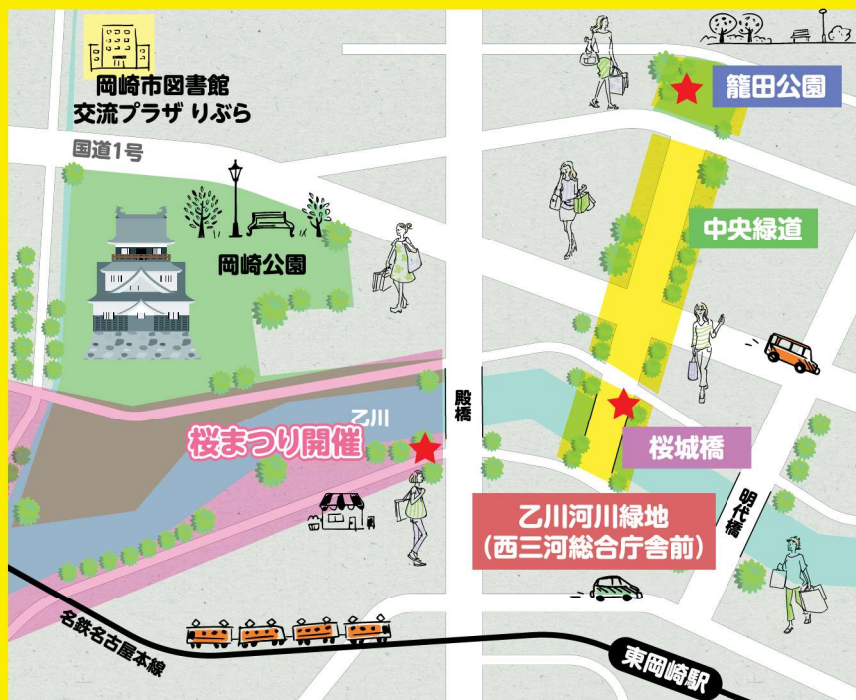 岡崎市図書館
交流プラザ りぶら
籠田公園
国道1号
中央緑道
岡崎公園
殿橋
乙川
桜まつり開催
桜城橋
乙川河川緑地
(西三河総合庁舎前)
明代橋
名鉄名古屋本線
東岡崎駅